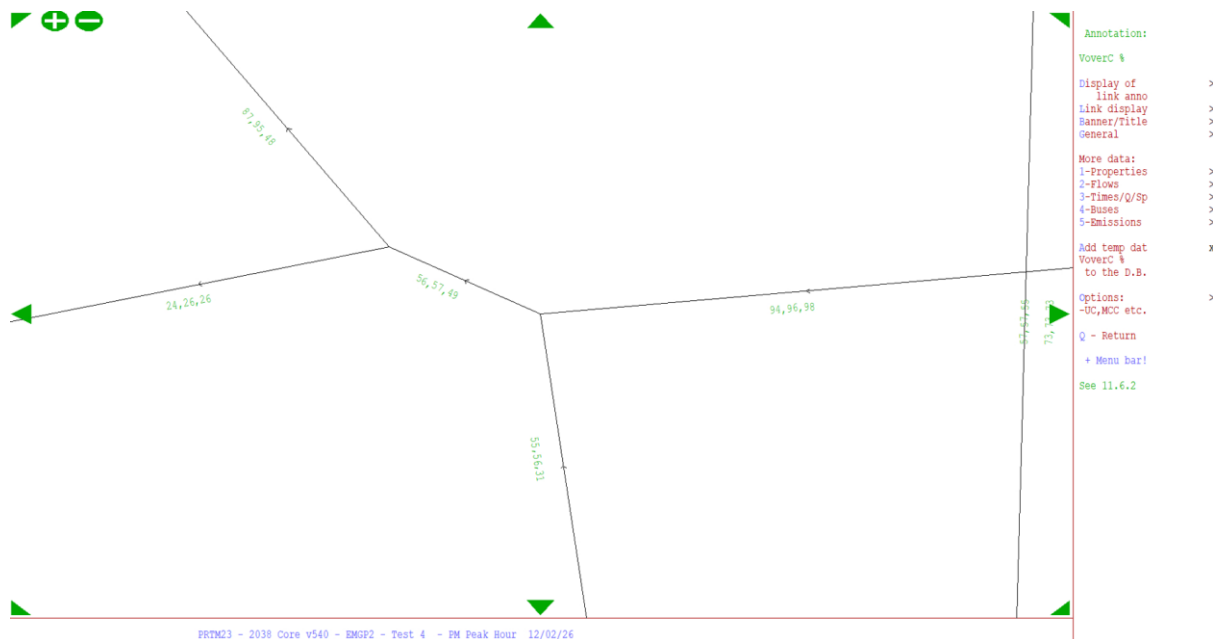 Annotation:
VoverC %
Display of >
link anno
Link display >
Banner/Title >
General >
More data:
1-Properties >
2-Flows >
3-Times/Q/Sp >
4-Buses >
5-Emissions >
Add temp dat x
VoverC %
to the D.B.
Options: >
-UC,MCC etc.
Q - Return
+ Menu bar!
See 11.6.2
87,95,48
56,57,49
24,26,26
94,96,98
55,56,31
PRTM23 - 2038 Core v540 - EMGP2 - Test 4 - PM Peak Hour 12/02/26